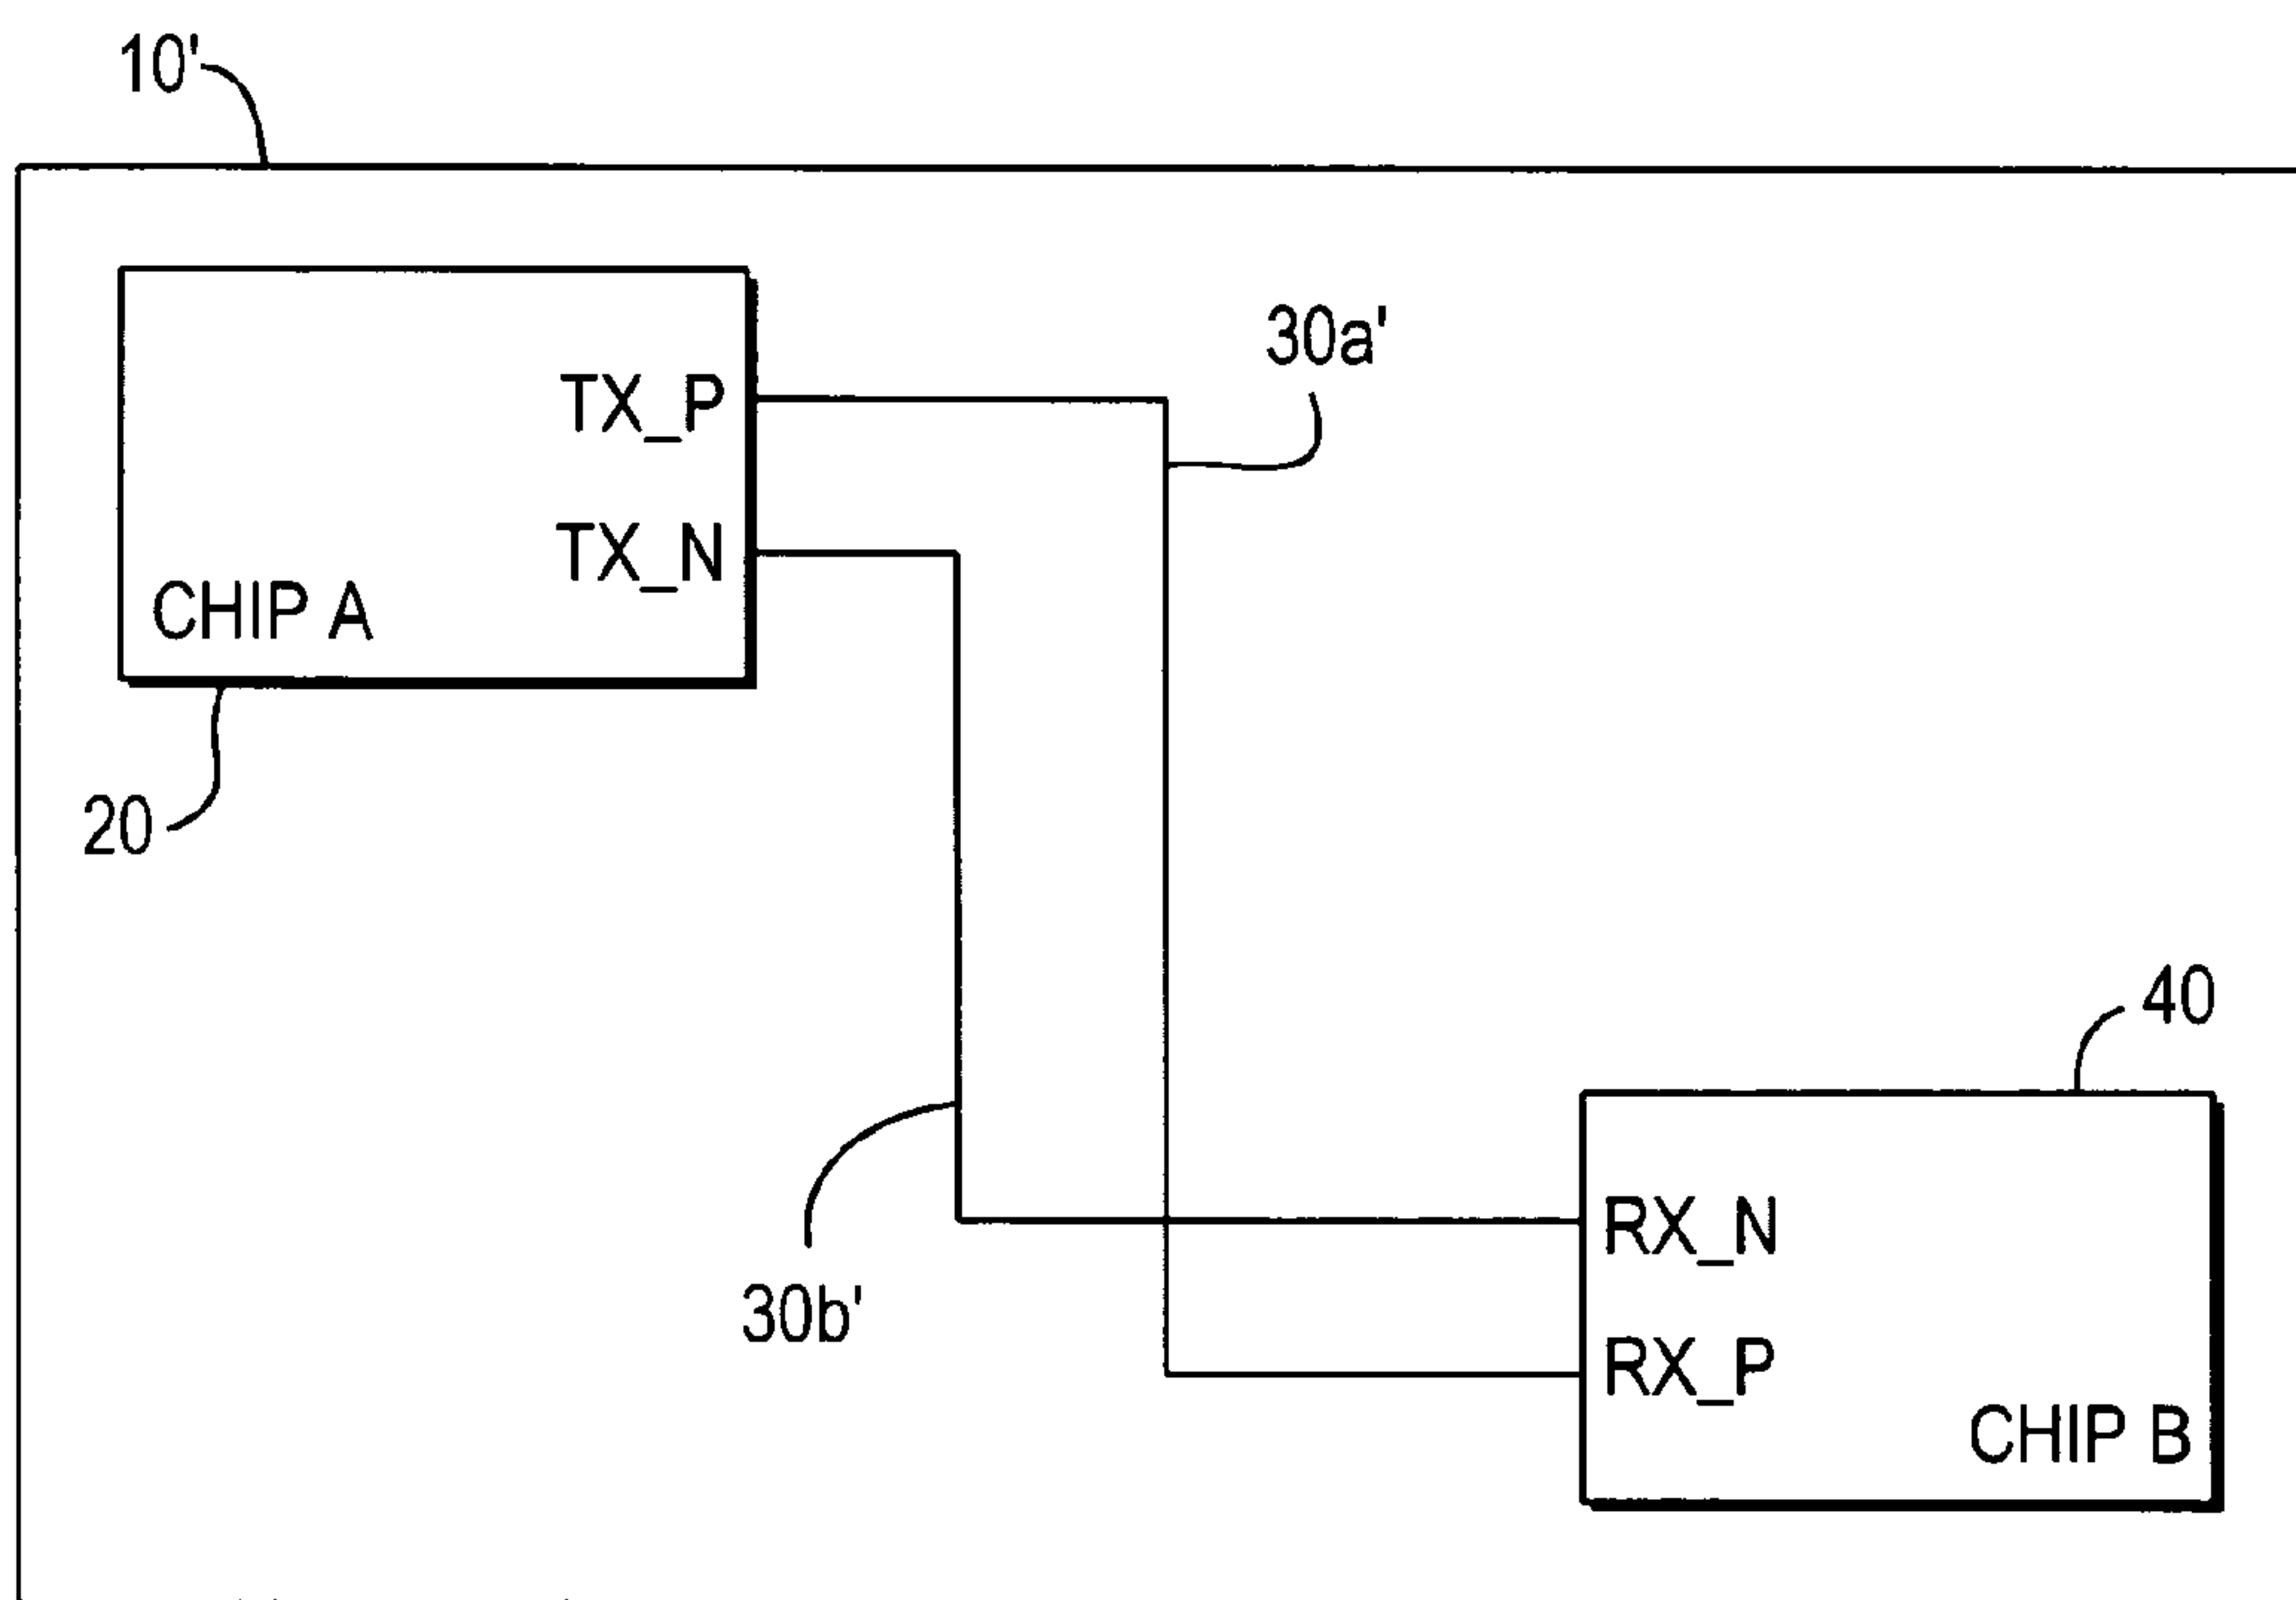 10'
30a'
TX_P
TX_N
CHIP A
20
40
RX_N
30b'
RX_P
CHIP B